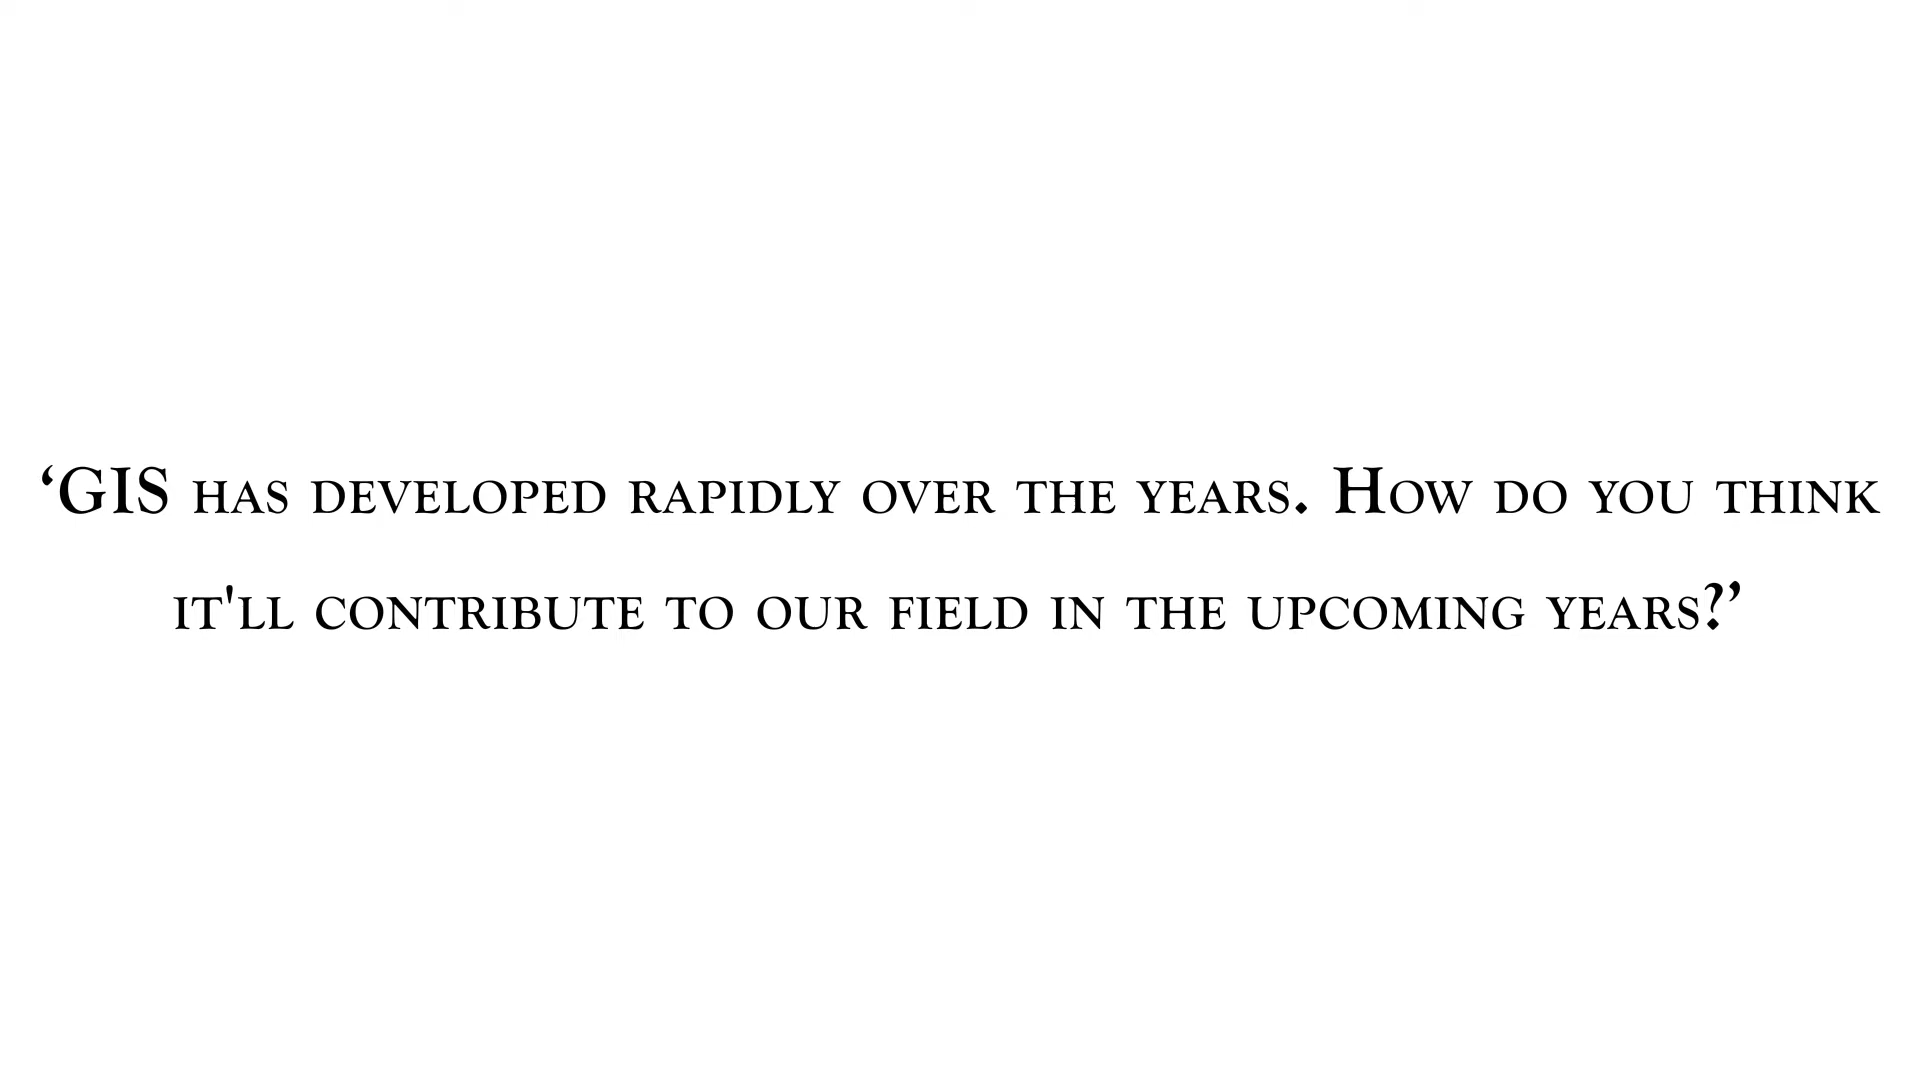 ‘GIS has developed rapidly over the years. How do you think
it'll contribute to our field in the upcoming years?’